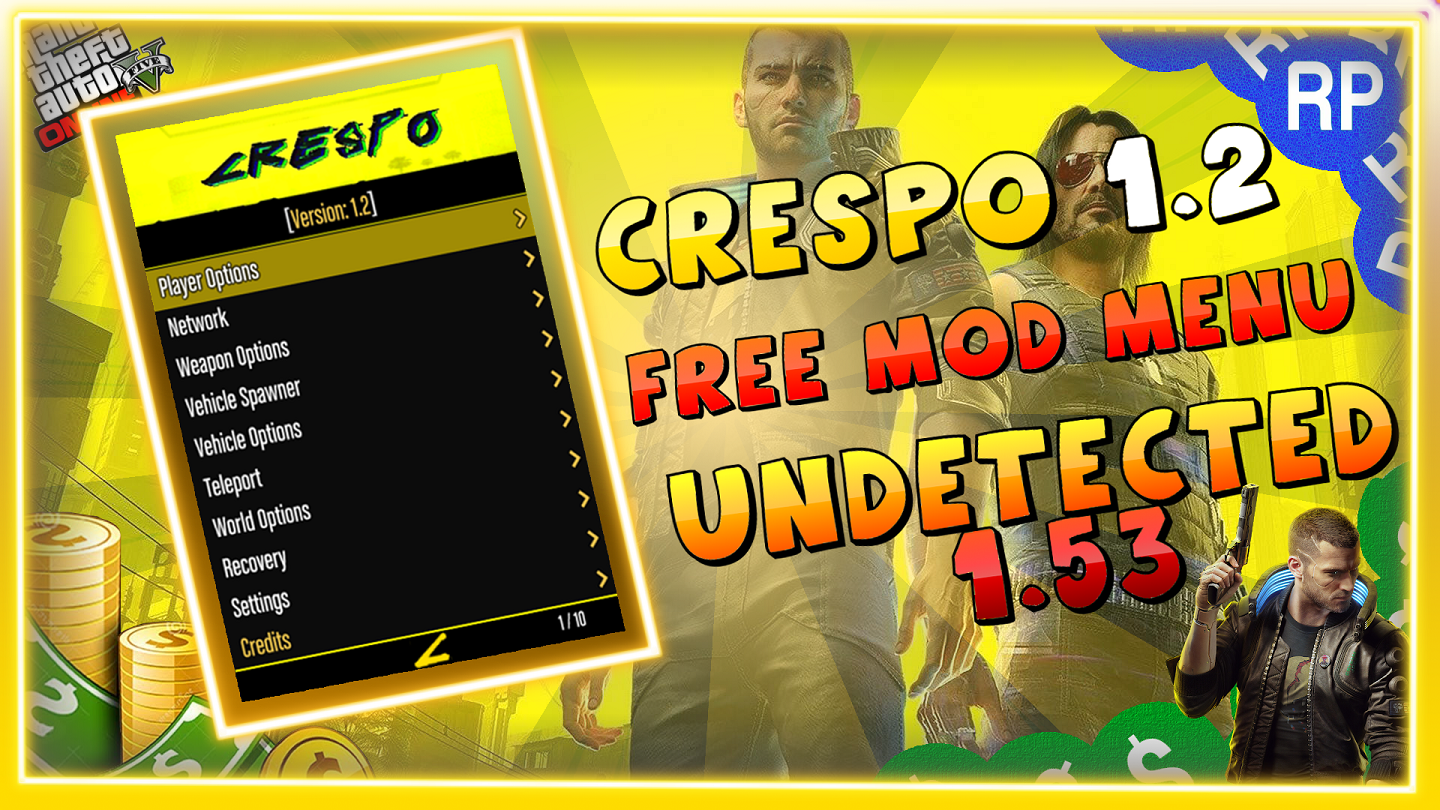 grand
theft
auto
FIVE
ONLINE
CRESPO
[Version: 1.2]
Player Options
Network
Weapon Options
Vehicle Spawner
Vehicle Options
Teleport
World Options
Recovery
Settings
Credits
1 / 10
CRESPO 1.2
FREE MOD MENU
UNDETECTED
1.53
RP
$
$
$